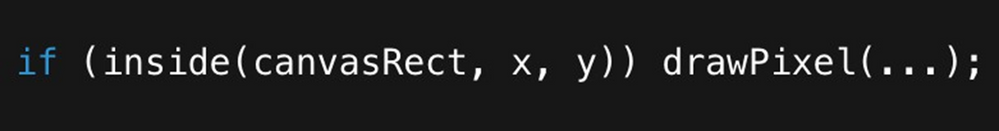 if (inside(canvasRect, x, y)) drawPixel(...);